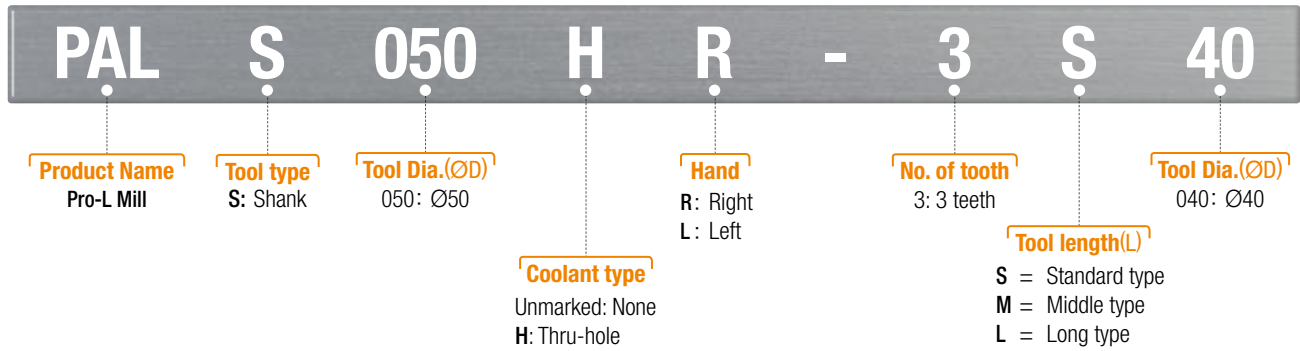 PAL S 050 H R - 3 S 40
Product Name
Pro-L Mill
Tool type
S: Shank
Tool Dia.(ØD)
050: Ø50
Coolant type
Unmarked: None
H: Thru-hole
Hand
R: Right
L: Left
No. of tooth
3: 3 teeth
Tool length(L)
S = Standard type
M = Middle type
L = Long type
Tool Dia.(ØD)
040: Ø40